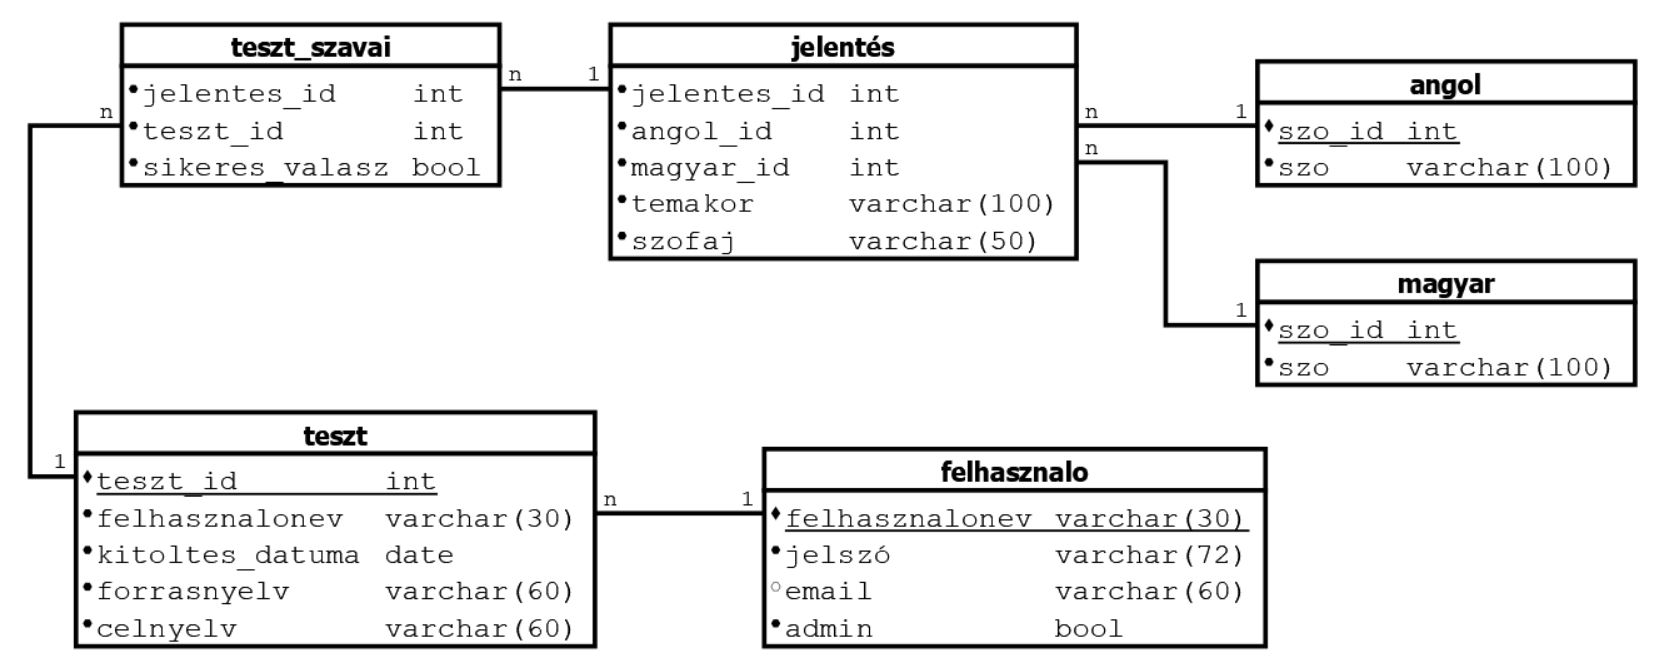 teszt_szavai
jelentes_id int
teszt_id int
sikeres_valasz bool
n 1
n
jelentés
jelentes_id int
angol_id int
magyar_id int
temakor varchar(100)
szofaj varchar(50)
n 1
n
1
angol
szo_id int
szo varchar(100)
magyar
szo_id int
szo varchar(100)
1
teszt
teszt_id int
felhasznalonev varchar(30)
kitoltes_datuma date
forrasnyelv varchar(60)
celnyelv varchar(60)
n 1
felhasznalo
felhasznalonev varchar(30)
jelszó varchar(72)
email varchar(60)
admin bool